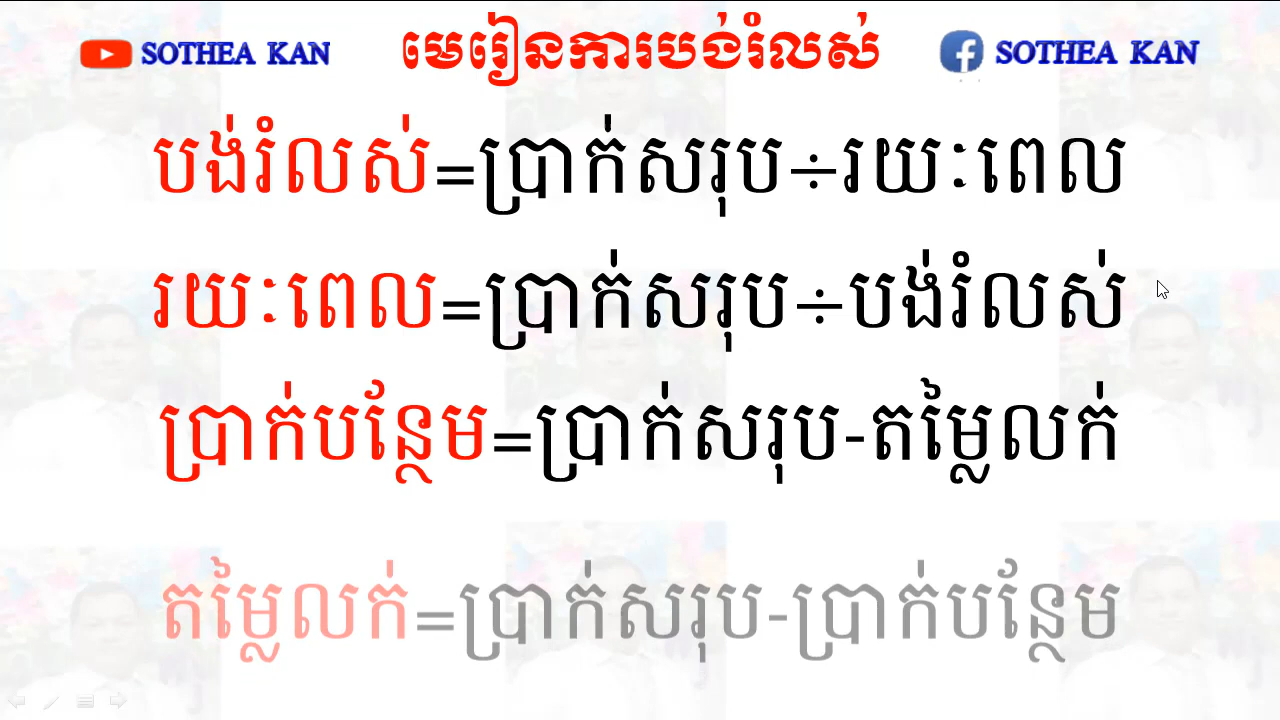 SOTHEA KAN មេរៀនការបង់រំលស់ SOTHEA KAN
បង់រំលស់=ប្រាក់សរុប÷រយៈពេល
រយៈពេល=ប្រាក់សរុប÷បង់រំលស់
ប្រាក់បន្ថែម=ប្រាក់សរុប-តម្លៃលក់
តម្លៃលក់=ប្រាក់សរុប-ប្រាក់បន្ថែម